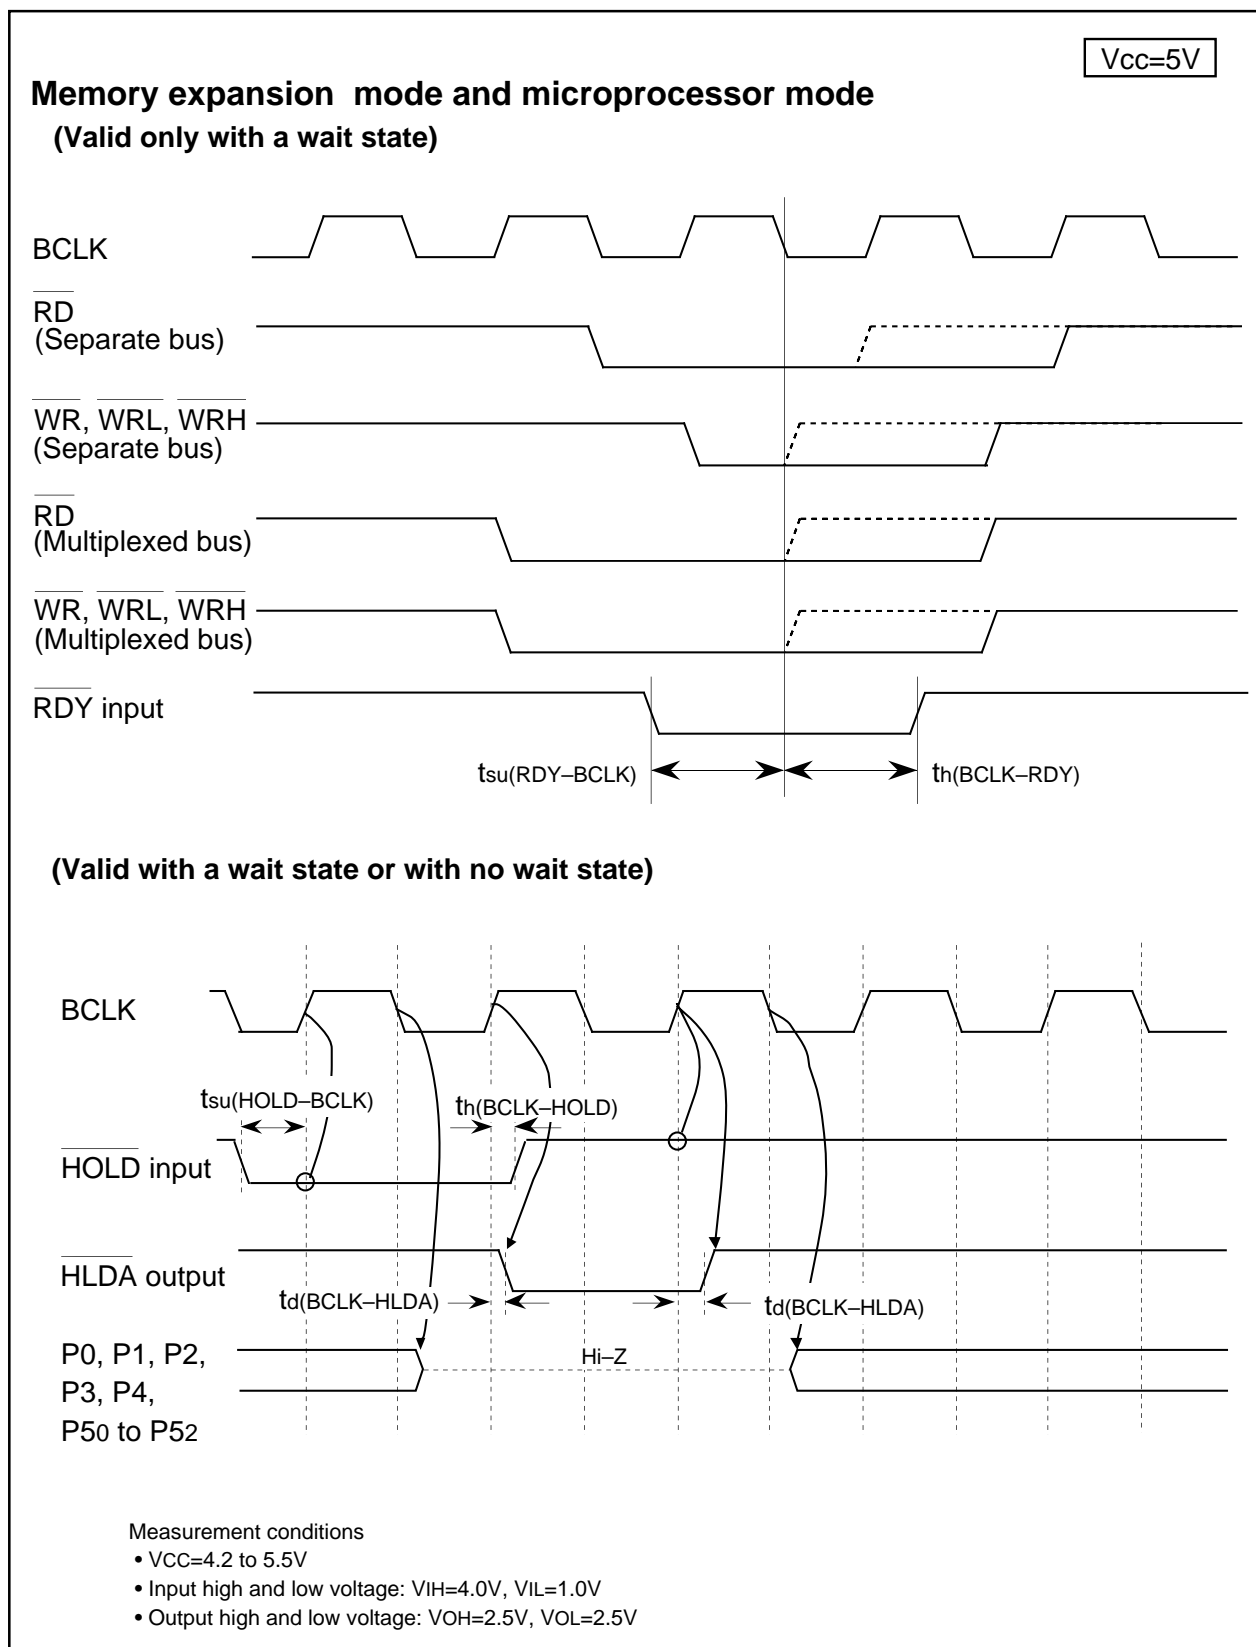 Vcc=5V
Memory expansion  mode and microprocessor mode
(Valid only with a wait state)
BCLK
RD
(Separate bus)
WR, WRL, WRH
(Separate bus)
RD
(Multiplexed bus)
WR, WRL, WRH
(Multiplexed bus)
RDY input
tsu(RDY–BCLK)
th(BCLK–RDY)
(Valid with a wait state or with no wait state)
BCLK
tsu(HOLD–BCLK)
th(BCLK–HOLD)
HOLD input
HLDA output
td(BCLK–HLDA)
td(BCLK–HLDA)
P0, P1, P2,
P3, P4,
P50 to P52
Hi–Z
Measurement conditions
• VCC=4.2 to 5.5V
• Input high and low voltage: VIH=4.0V, VIL=1.0V
• Output high and low voltage: VOH=2.5V, VOL=2.5V